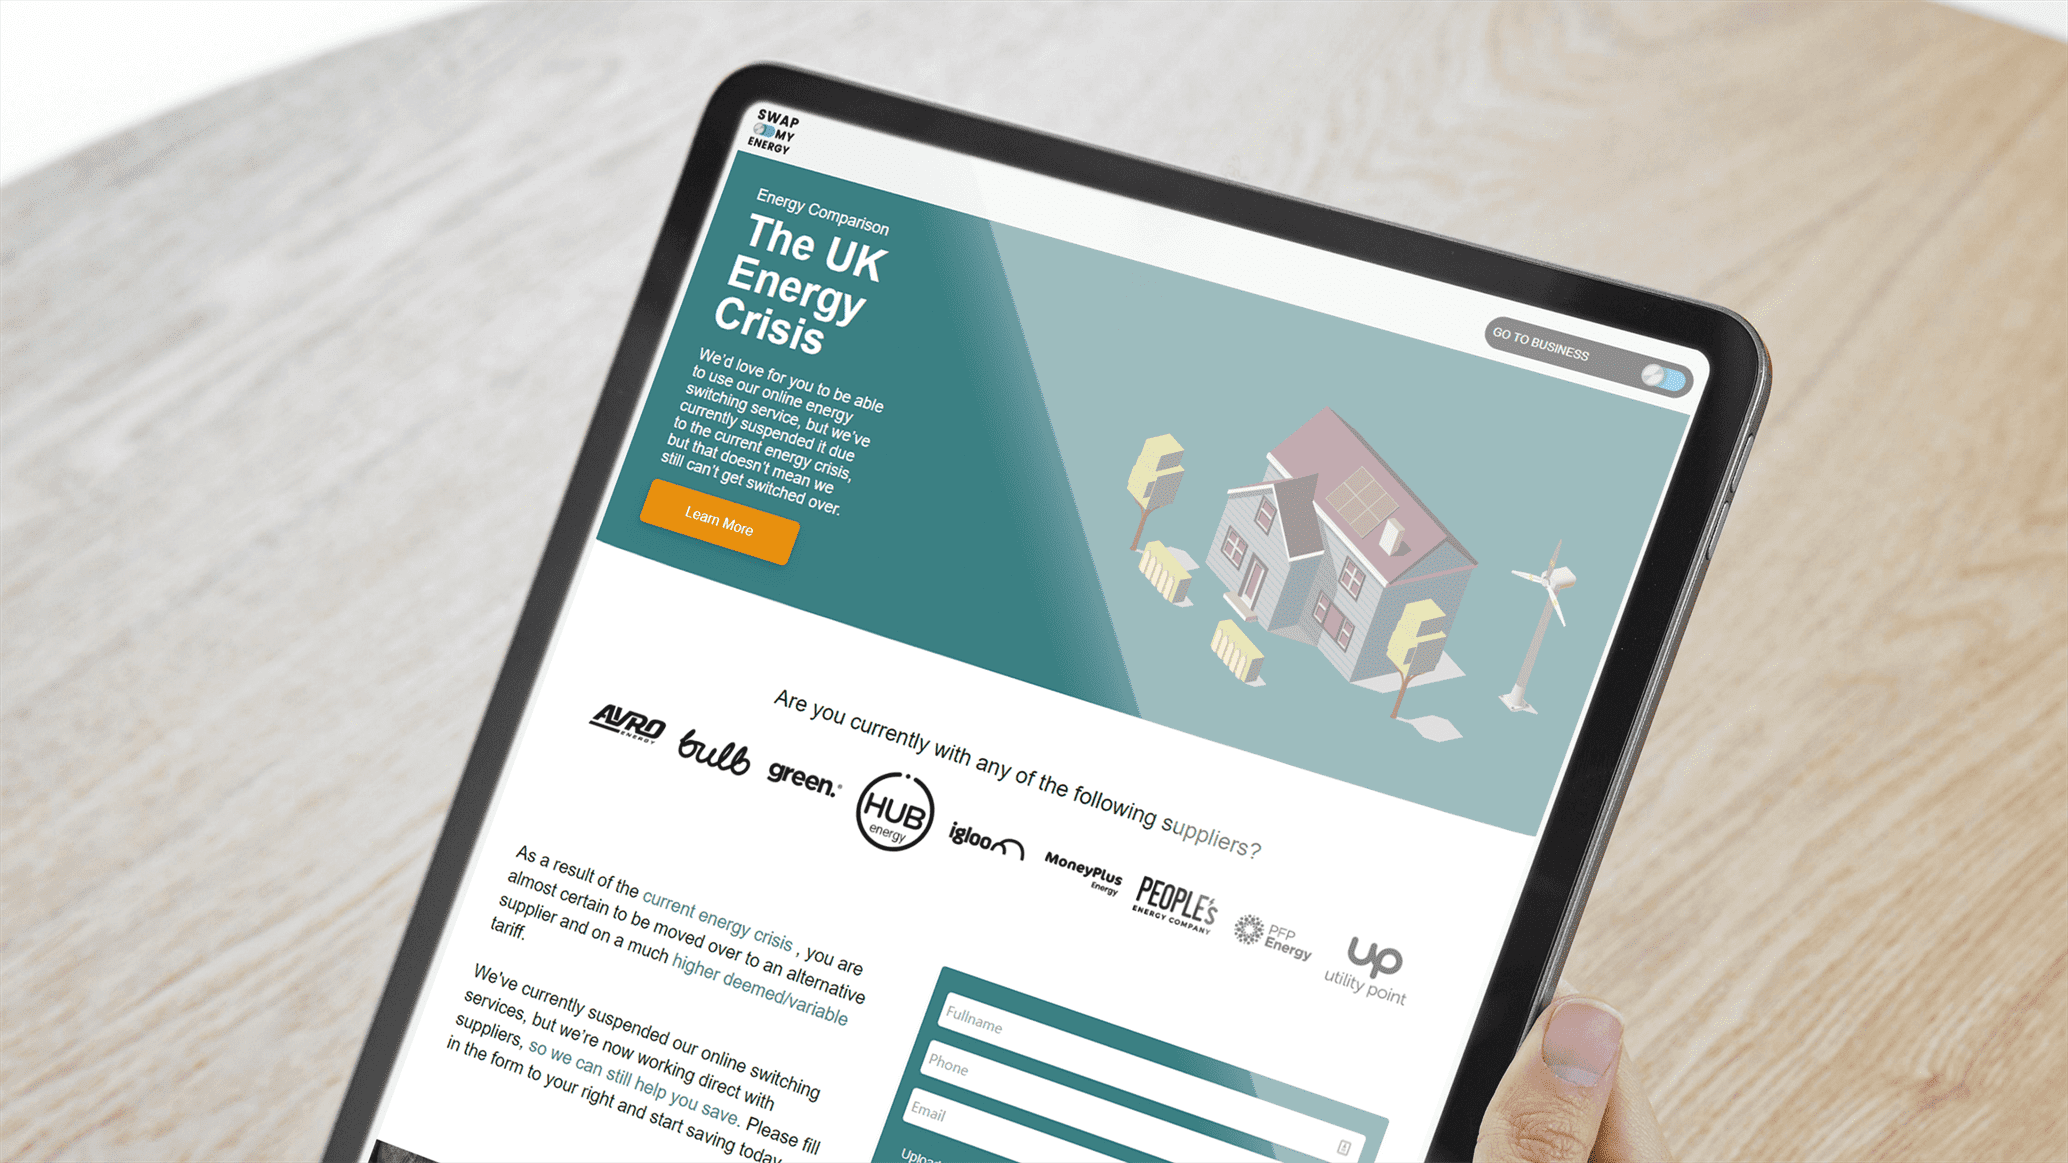 SWAP
MY
ENERGY
GO TO BUSINESS
Energy Comparison
The UK
Energy
Crisis
We'd love for you to be able
to use our online energy
switching service, but we've
currently suspended it due
to the current energy crisis,
but that doesn't mean we
still can't get switched over.
Learn More
Are you currently with any of the following suppliers?
AVRO
ENERGY
bulb
green.
HUB
energy
igloo
MoneyPlus
Energy
PEOPLE's
ENERGY COMPANY
PFP
Energy
up
utility point
As a result of the current energy crisis , you are
almost certain to be moved over to an alternative
supplier and on a much higher deemed/variable
tariff.
We've currently suspended our online switching
services, but we're now working direct with
suppliers, so we can still help you save. Please fill
in the form to your right and start saving today
Fullname
Phone
Email